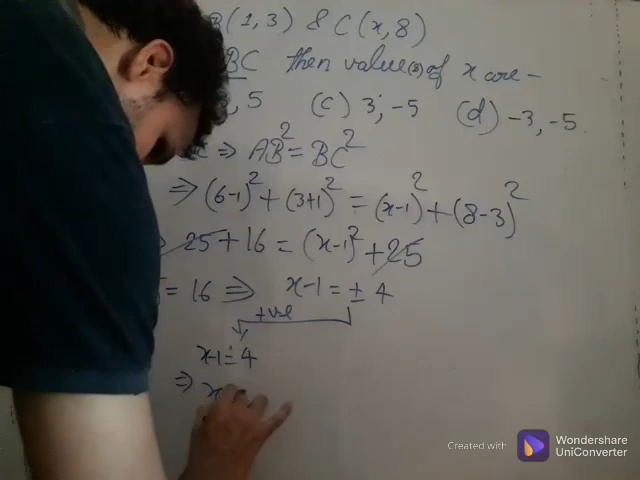 B(1,3) & C(x,8)
BC then value(s) of x are -
, 5 (c) 3, -5 (d) -3, -5
⇒ AB² = BC²
⇒ (6-1)² + (3+1)² = (x-1)² + (8-3)²
25 + 16 = (x-1)² + 25
= 16 ⇒ x-1 = ± 4
+ve
x-1 = 4
⇒ x
Created with Wondershare UniConverter